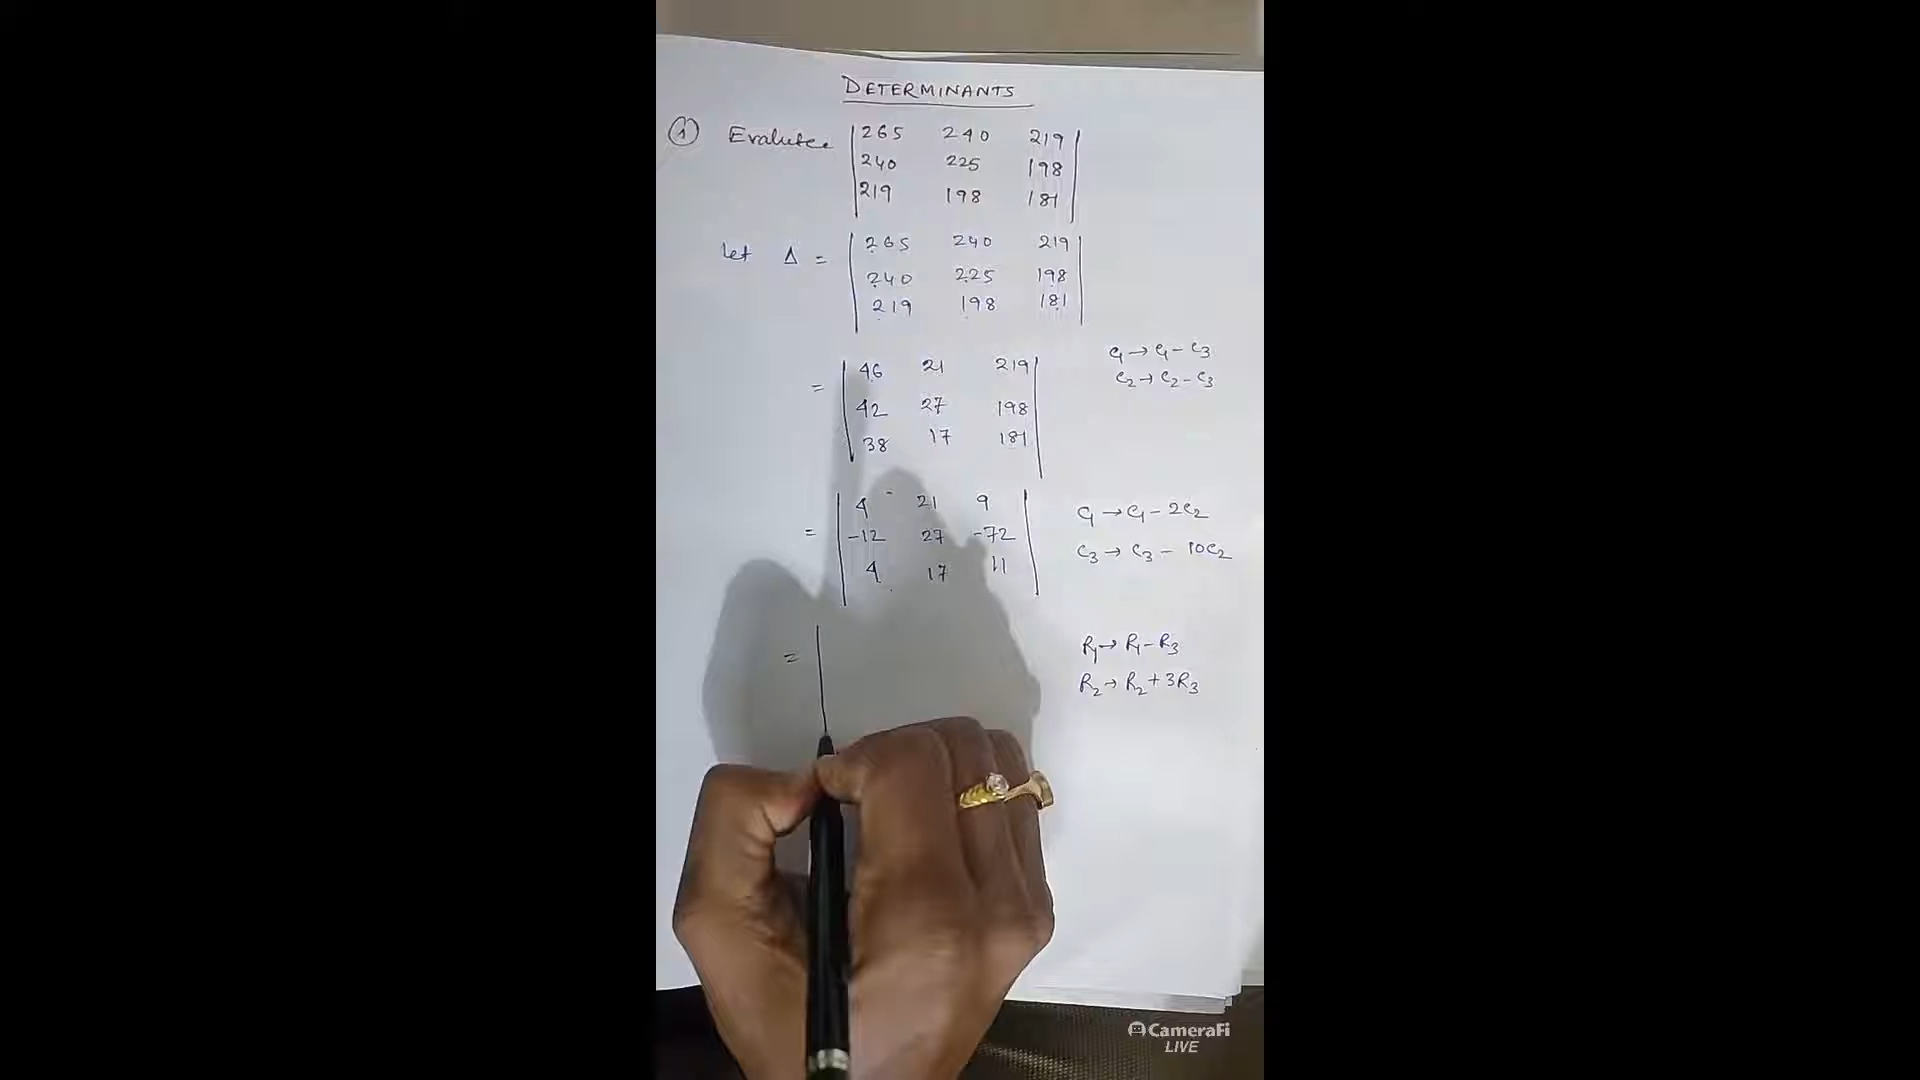 DETERMINANTS
① Evalutee | 265 240 219 |
| 240 225 198 |
| 219 198 181 |
Let Δ = | 265 240 219 |
| 240 225 198 |
| 219 198 181 |
= | 46 21 219 | C₁ → C₁ - C₃
| 42 27 198 | C₂ → C₂ - C₃
| 38 17 181 |
= | 4 21 9 | C₁ → C₁ - 2C₂
| -12 27 -72 | C₃ → C₃ - 10C₂
| 4 17 11 |
= | R₁ → R₁ - R₃
R₂ → R₂ + 3R₃
CameraFi
LIVE